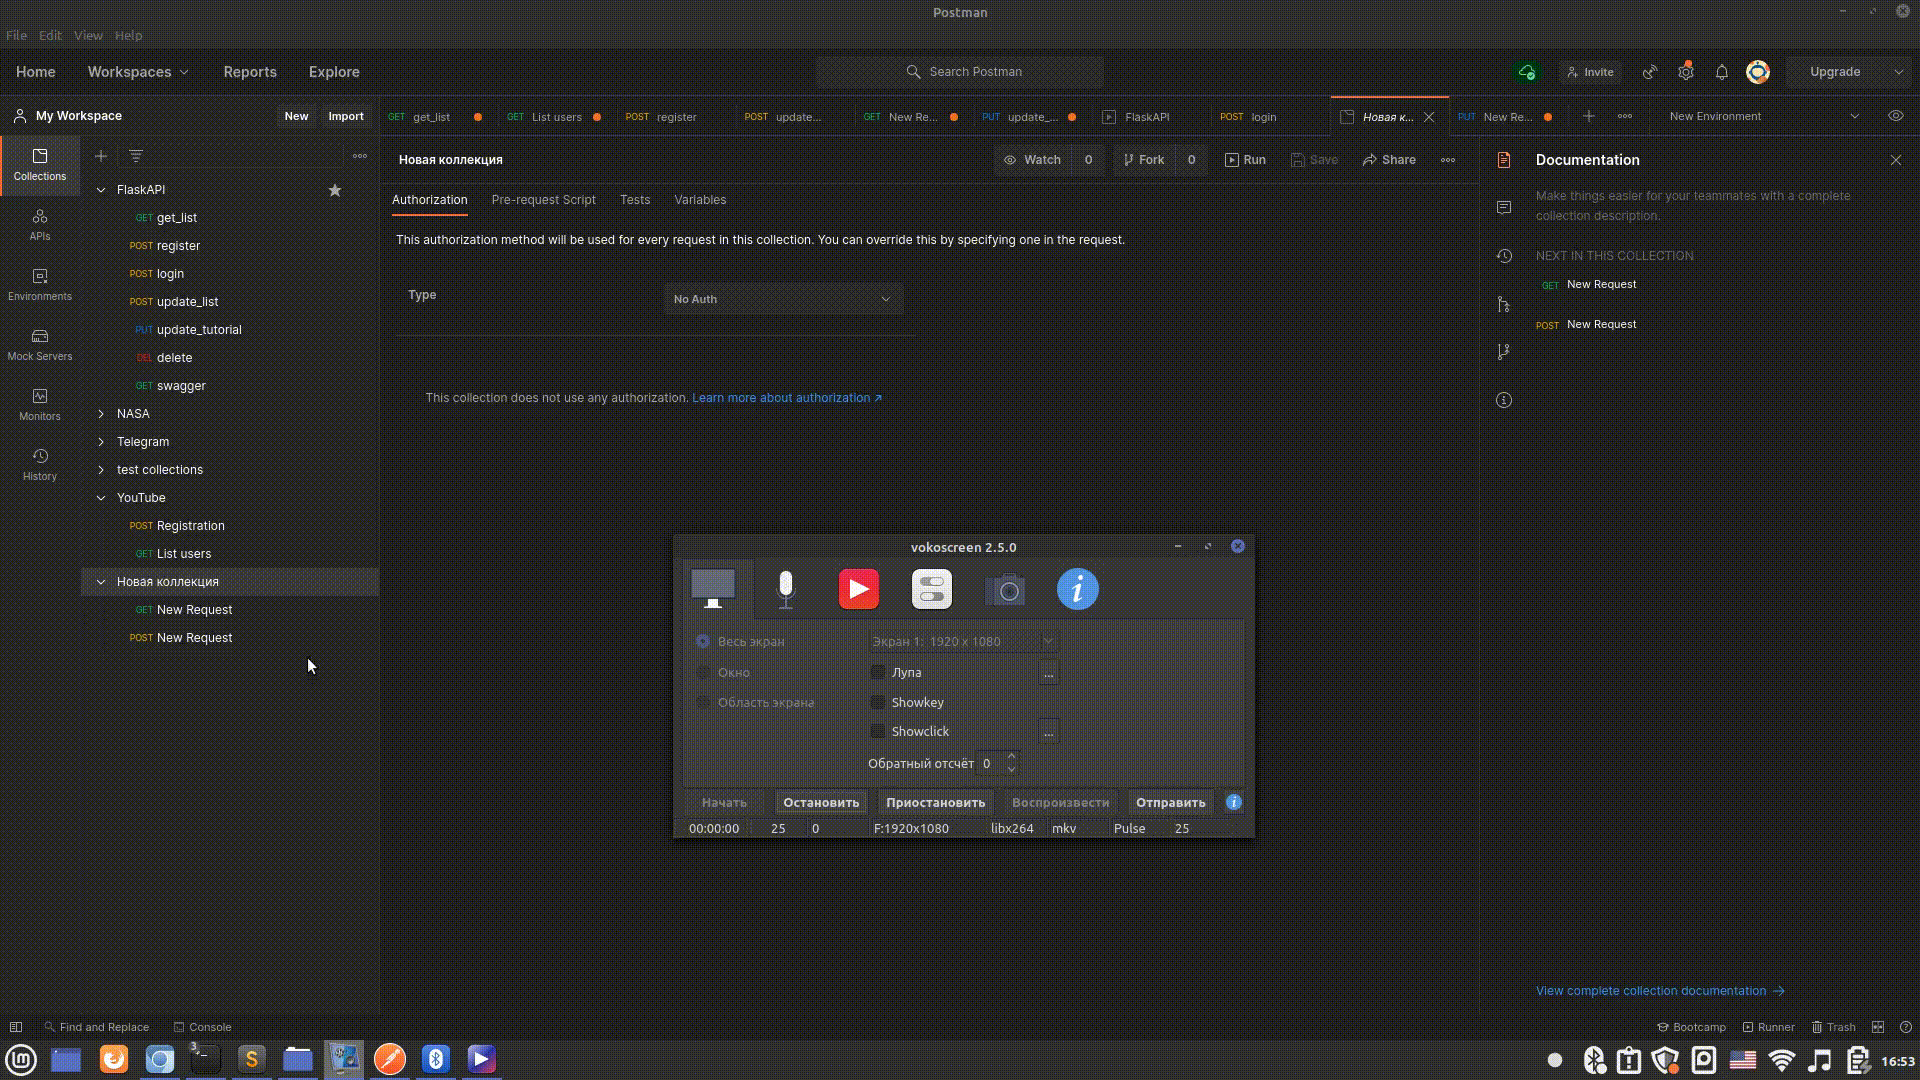 Postman
File Edit View Help
Home Workspaces Reports Explore
Search Postman
Invite
Upgrade
My Workspace New Import
GET get_list
GET List users
POST register
POST update...
GET New Re...
PUT update_...
FlaskAPI
POST login
Новая к...
PUT New Re...
New Environment
Collections
APIs
Environments
Mock Servers
Monitors
History
FlaskAPI
GET get_list
POST register
POST login
POST update_list
PUT update_tutorial
DEL delete
GET swagger
NASA
Telegram
test collections
YouTube
POST Registration
GET List users
Новая коллекция
GET New Request
POST New Request
Новая коллекция
Watch 0 Fork 0 Run Save Share
Authorization Pre-request Script Tests Variables
This authorization method will be used for every request in this collection. You can override this by specifying one in the request.
Type No Auth
This collection does not use any authorization. Learn more about authorization ↗
Documentation
Make things easier for your teammates with a complete
collection description.
NEXT IN THIS COLLECTION
GET New Request
POST New Request
View complete collection documentation →
vokoscreen 2.5.0
Весь экран Экран 1: 1920 x 1080
Окно Лупа ...
Область экрана Showkey
Showclick ...
Обратный отсчёт 0
Начать Остановить Приостановить Воспроизвести Отправить
00:00:00 25 0 F:1920x1080 libx264 mkv Pulse 25
Find and Replace Console
Bootcamp Runner Trash
3
16:53